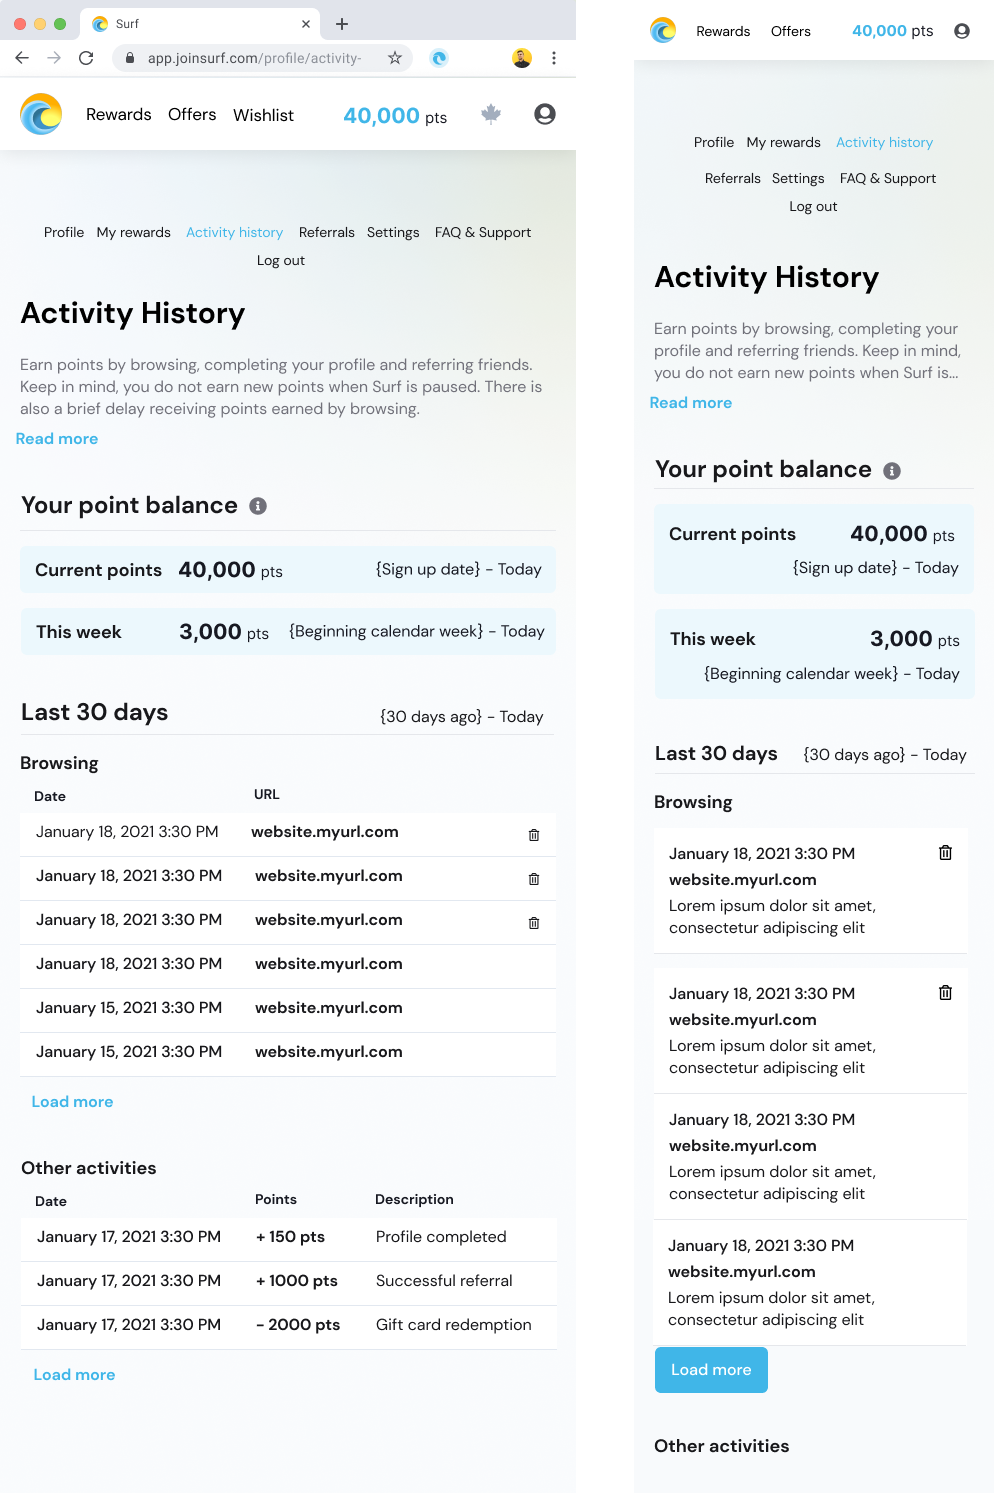 Surf
app.joinsurf.com/profile/activity-
Rewards Offers Wishlist 40,000 pts
Profile My rewards Activity history Referrals Settings FAQ & Support
Log out
Activity History
Earn points by browsing, completing your profile and referring friends.
Keep in mind, you do not earn new points when Surf is paused. There is
also a brief delay receiving points earned by browsing.
Read more
Your point balance
Current points 40,000 pts {Sign up date} - Today
This week 3,000 pts {Beginning calendar week} - Today
Last 30 days {30 days ago} - Today
Browsing
Date URL
January 18, 2021 3:30 PM website.myurl.com
January 18, 2021 3:30 PM website.myurl.com
January 18, 2021 3:30 PM website.myurl.com
January 18, 2021 3:30 PM website.myurl.com
January 15, 2021 3:30 PM website.myurl.com
January 15, 2021 3:30 PM website.myurl.com
Load more
Other activities
Date Points Description
January 17, 2021 3:30 PM + 150 pts Profile completed
January 17, 2021 3:30 PM + 1000 pts Successful referral
January 17, 2021 3:30 PM - 2000 pts Gift card redemption
Load more
Rewards Offers 40,000 pts
Profile My rewards Activity history
Referrals Settings FAQ & Support
Log out
Activity History
Earn points by browsing, completing your
profile and referring friends. Keep in mind,
you do not earn new points when Surf is...
Read more
Your point balance
Current points 40,000 pts
{Sign up date} - Today
This week 3,000 pts
{Beginning calendar week} - Today
Last 30 days {30 days ago} - Today
Browsing
January 18, 2021 3:30 PM
website.myurl.com
Lorem ipsum dolor sit amet,
consectetur adipiscing elit
January 18, 2021 3:30 PM
website.myurl.com
Lorem ipsum dolor sit amet,
consectetur adipiscing elit
January 18, 2021 3:30 PM
website.myurl.com
Lorem ipsum dolor sit amet,
consectetur adipiscing elit
January 18, 2021 3:30 PM
website.myurl.com
Lorem ipsum dolor sit amet,
consectetur adipiscing elit
Load more
Other activities